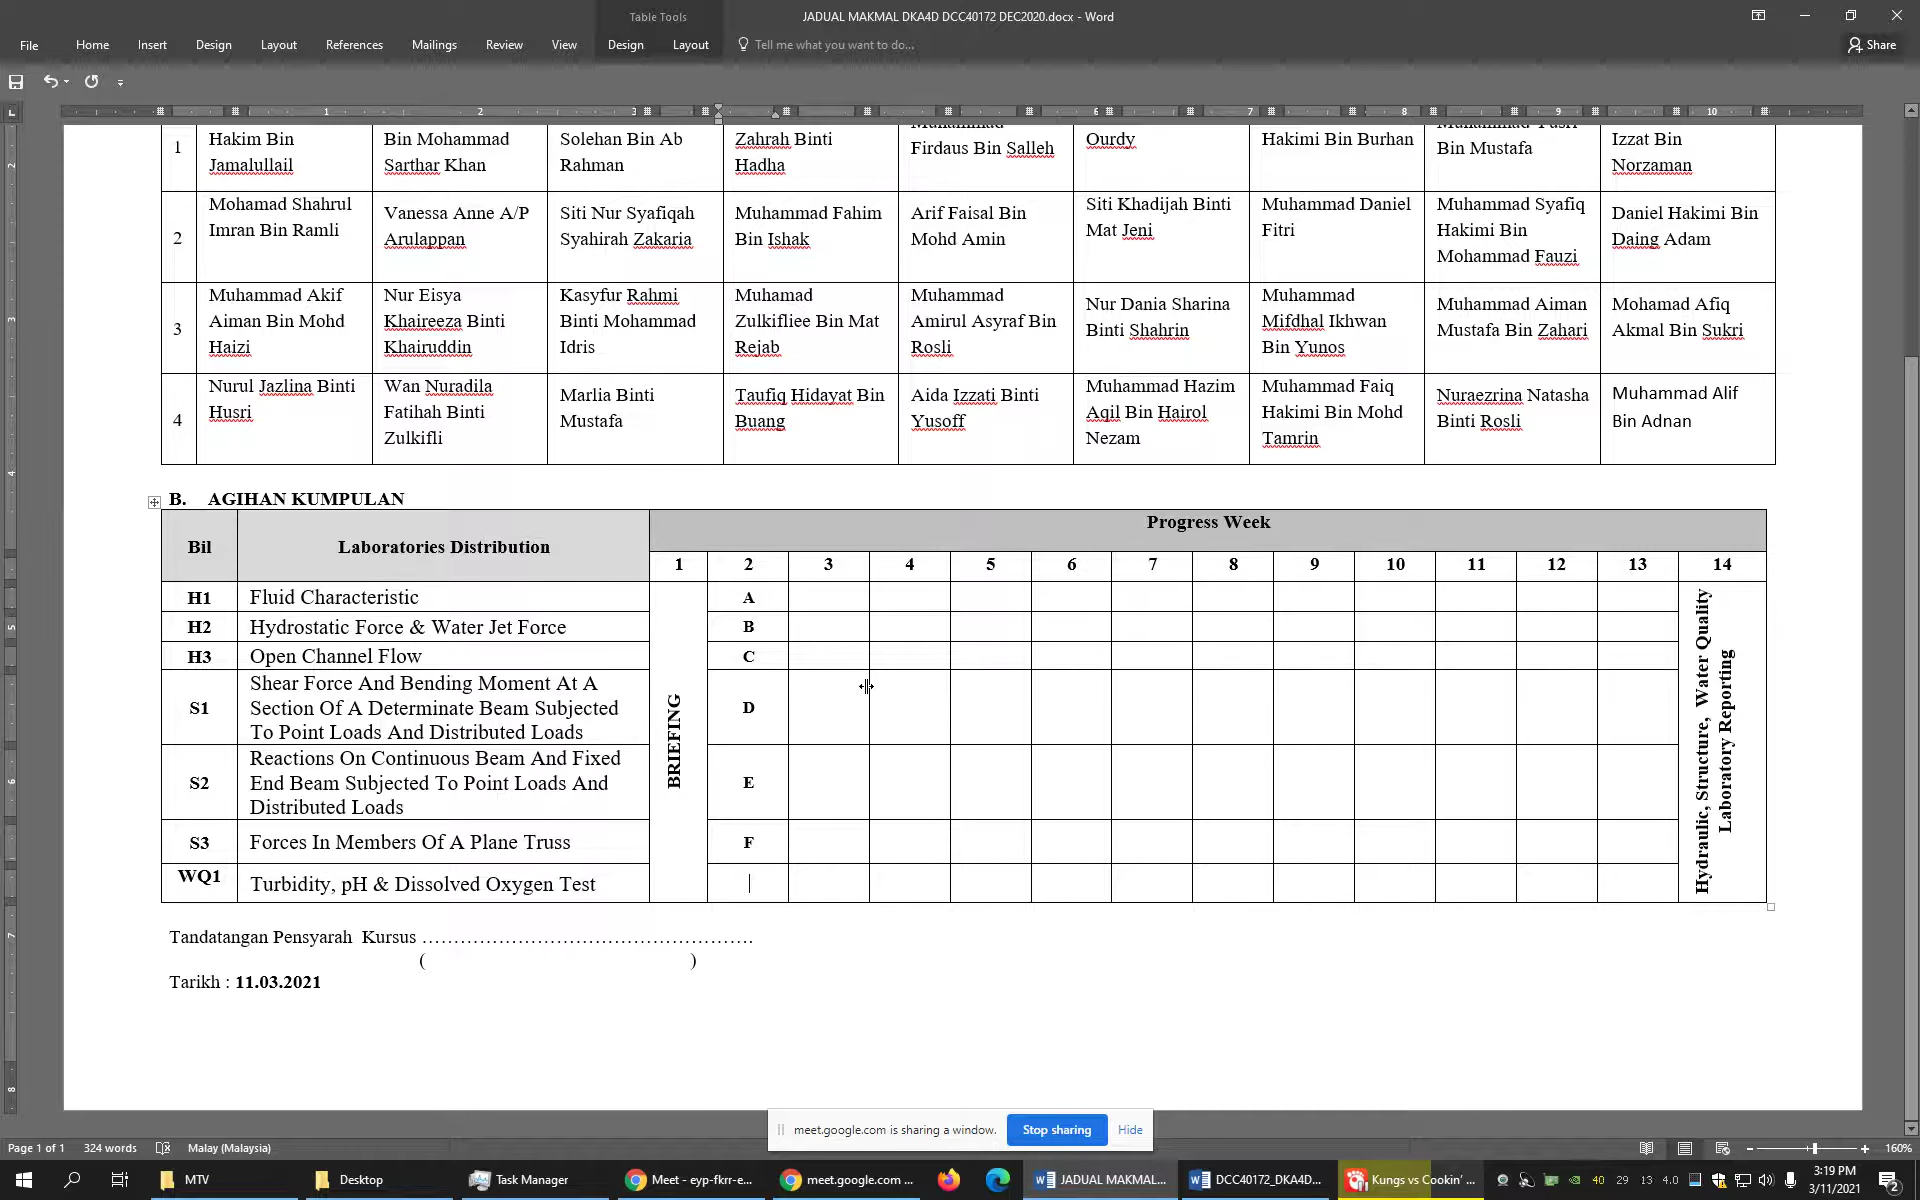 Table Tools
JADUAL MAKMAL DKA4D DCC40172 DEC2020.docx - Word
File Home Insert Design Layout References Mailings Review View Design Layout Tell me what you want to do... Share
1 2 3 6 7 8 9 10
1
Hakim Bin
Jamalullail
Bin Mohammad
Sarthar Khan
Solehan Bin Ab
Rahman
Zahrah Binti
Hadha
Firdaus Bin Salleh
Ourdy
Hakimi Bin Burhan
Bin Mustafa
Izzat Bin
Norzaman
2
Mohamad Shahrul
Imran Bin Ramli
Vanessa Anne A/P
Arulappan
Siti Nur Syafiqah
Syahirah Zakaria
Muhammad Fahim
Bin Ishak
Arif Faisal Bin
Mohd Amin
Siti Khadijah Binti
Mat Jeni
Muhammad Daniel
Fitri
Muhammad Syafiq
Hakimi Bin
Mohammad Fauzi
Daniel Hakimi Bin
Daing Adam
3
Muhammad Akif
Aiman Bin Mohd
Haizi
Nur Eisya
Khaireeza Binti
Khairuddin
Kasyfur Rahmi
Binti Mohammad
Idris
Muhamad
Zulkifliee Bin Mat
Rejab
Muhammad
Amirul Asyraf Bin
Rosli
Nur Dania Sharina
Binti Shahrin
Muhammad
Mifdhal Ikhwan
Bin Yunos
Muhammad Aiman
Mustafa Bin Zahari
Mohamad Afiq
Akmal Bin Sukri
4
Nurul Jazlina Binti
Husri
Wan Nuradila
Fatihah Binti
Zulkifli
Marlia Binti
Mustafa
Taufiq Hidayat Bin
Buang
Aida Izzati Binti
Yusoff
Muhammad Hazim
Aqil Bin Hairol
Nezam
Muhammad Faiq
Hakimi Bin Mohd
Tamrin
Nuraezrina Natasha
Binti Rosli
Muhammad Alif
Bin Adnan
B. AGIHAN KUMPULAN
Bil
Laboratories Distribution
Progress Week
1 2 3 4 5 6 7 8 9 10 11 12 13 14
H1 Fluid Characteristic A
H2 Hydrostatic Force & Water Jet Force B
H3 Open Channel Flow C
S1
Shear Force And Bending Moment At A
Section Of A Determinate Beam Subjected
To Point Loads And Distributed Loads
D
S2
Reactions On Continuous Beam And Fixed
End Beam Subjected To Point Loads And
Distributed Loads
E
S3 Forces In Members Of A Plane Truss F
WQ1 Turbidity, pH & Dissolved Oxygen Test
BRIEFING
Hydraulic, Structure, Water Quality
Laboratory Reporting
Tandatangan Pensyarah Kursus ……………………………………………
( )
Tarikh : 11.03.2021
meet.google.com is sharing a window. Stop sharing Hide
Page 1 of 1 324 words Malay (Malaysia) 160%
MTV Desktop Task Manager Meet - eyp-fkrr-e... meet.google.com ... JADUAL MAKMAL... DCC40172_DKA4D... Kungs vs Cookin' ... 40 29 13 4.0
3:19 PM
3/11/2021
2